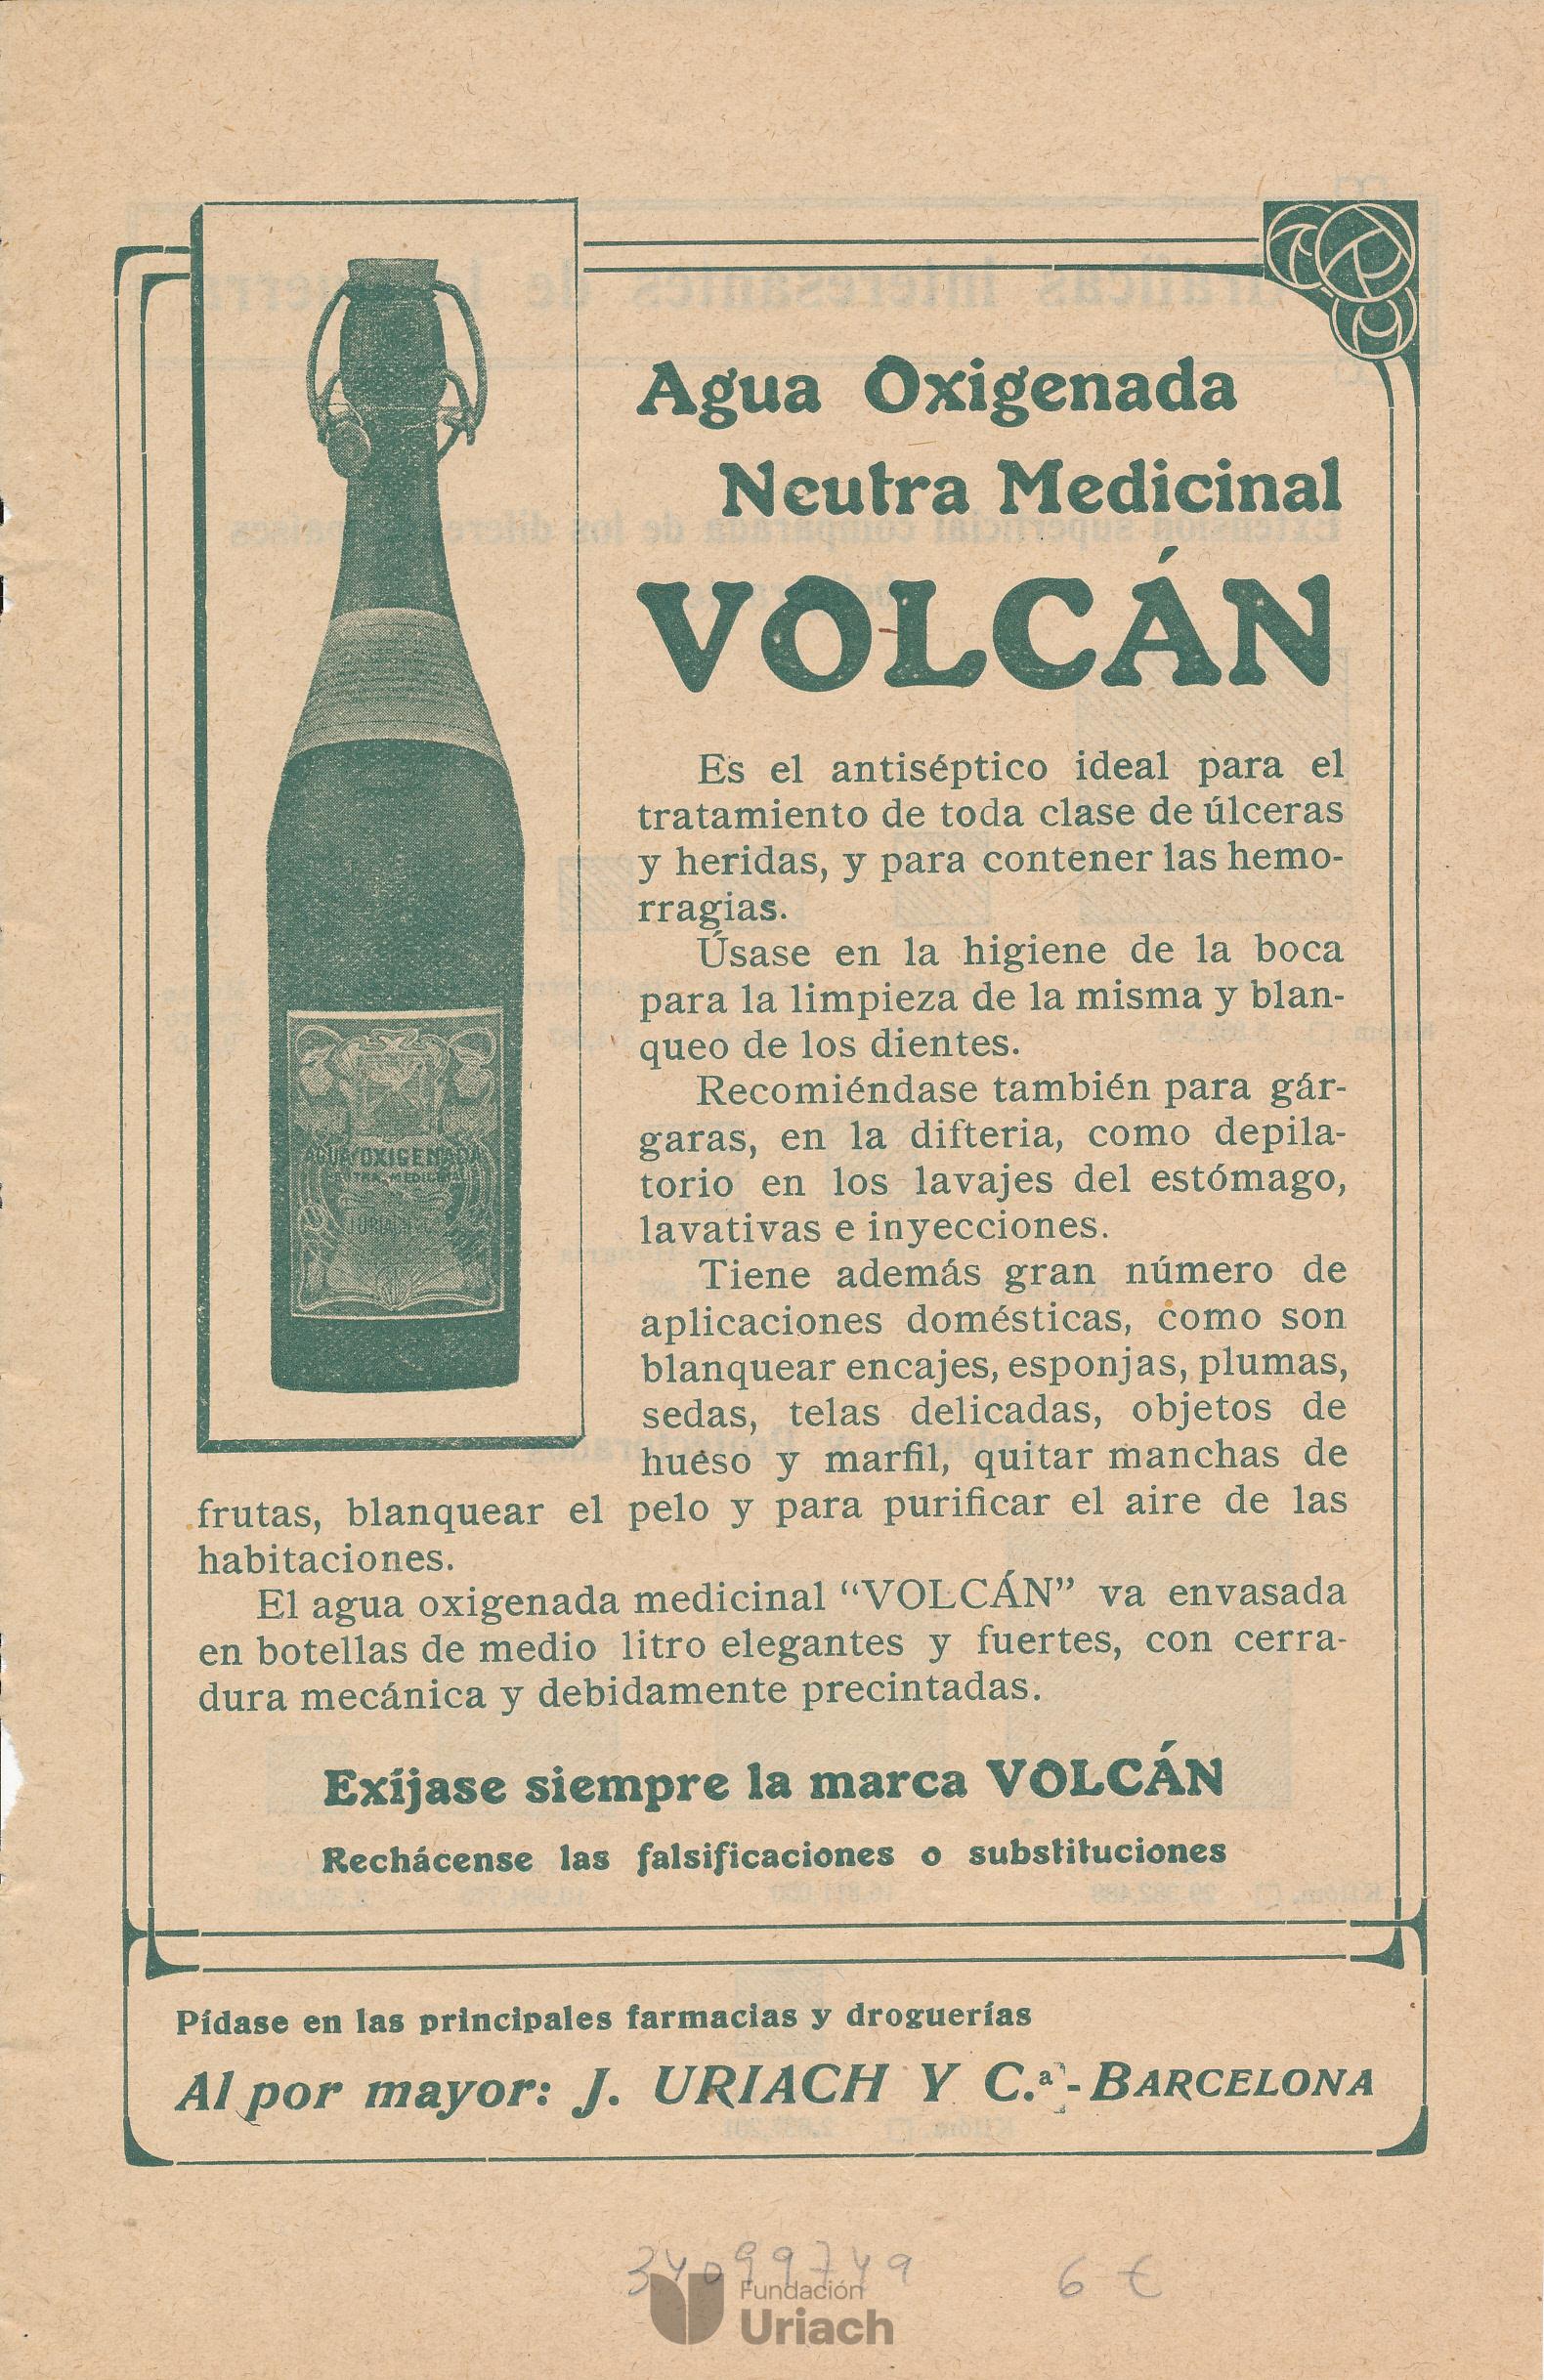 Agua Oxigenada
Neutra Medicinal
VOLCÁN
Es el antiséptico ideal para el
tratamiento de toda clase de úlceras
y heridas, y para contener las hemo-
rragias.
Úsase en la higiene de la boca
para la limpieza de la misma y blan-
queo de los dientes.
Recomiéndase también para gár-
garas, en la difteria, como depila-
torio en los lavajes del estómago,
lavativas e inyecciones.
Tiene además gran número de
aplicaciones domésticas, como son
blanquear encajes, esponjas, plumas,
sedas, telas delicadas, objetos de
hueso y marfil, quitar manchas de
frutas, blanquear el pelo y para purificar el aire de las
habitaciones.
El agua oxigenada medicinal “VOLCÁN” va envasada
en botellas de medio litro elegantes y fuertes, con cerra-
dura mecánica y debidamente precintadas.
Exíjase siempre la marca VOLCÁN
Rechácense las falsificaciones o substituciones
Pídase en las principales farmacias y droguerías
Al por mayor: J. URIACH Y C.ª - BARCELONA
AGUA OXIGENADA
NEUTRA MEDICINAL
J. URIACH
34099749 6 €
Fundación
Uriach